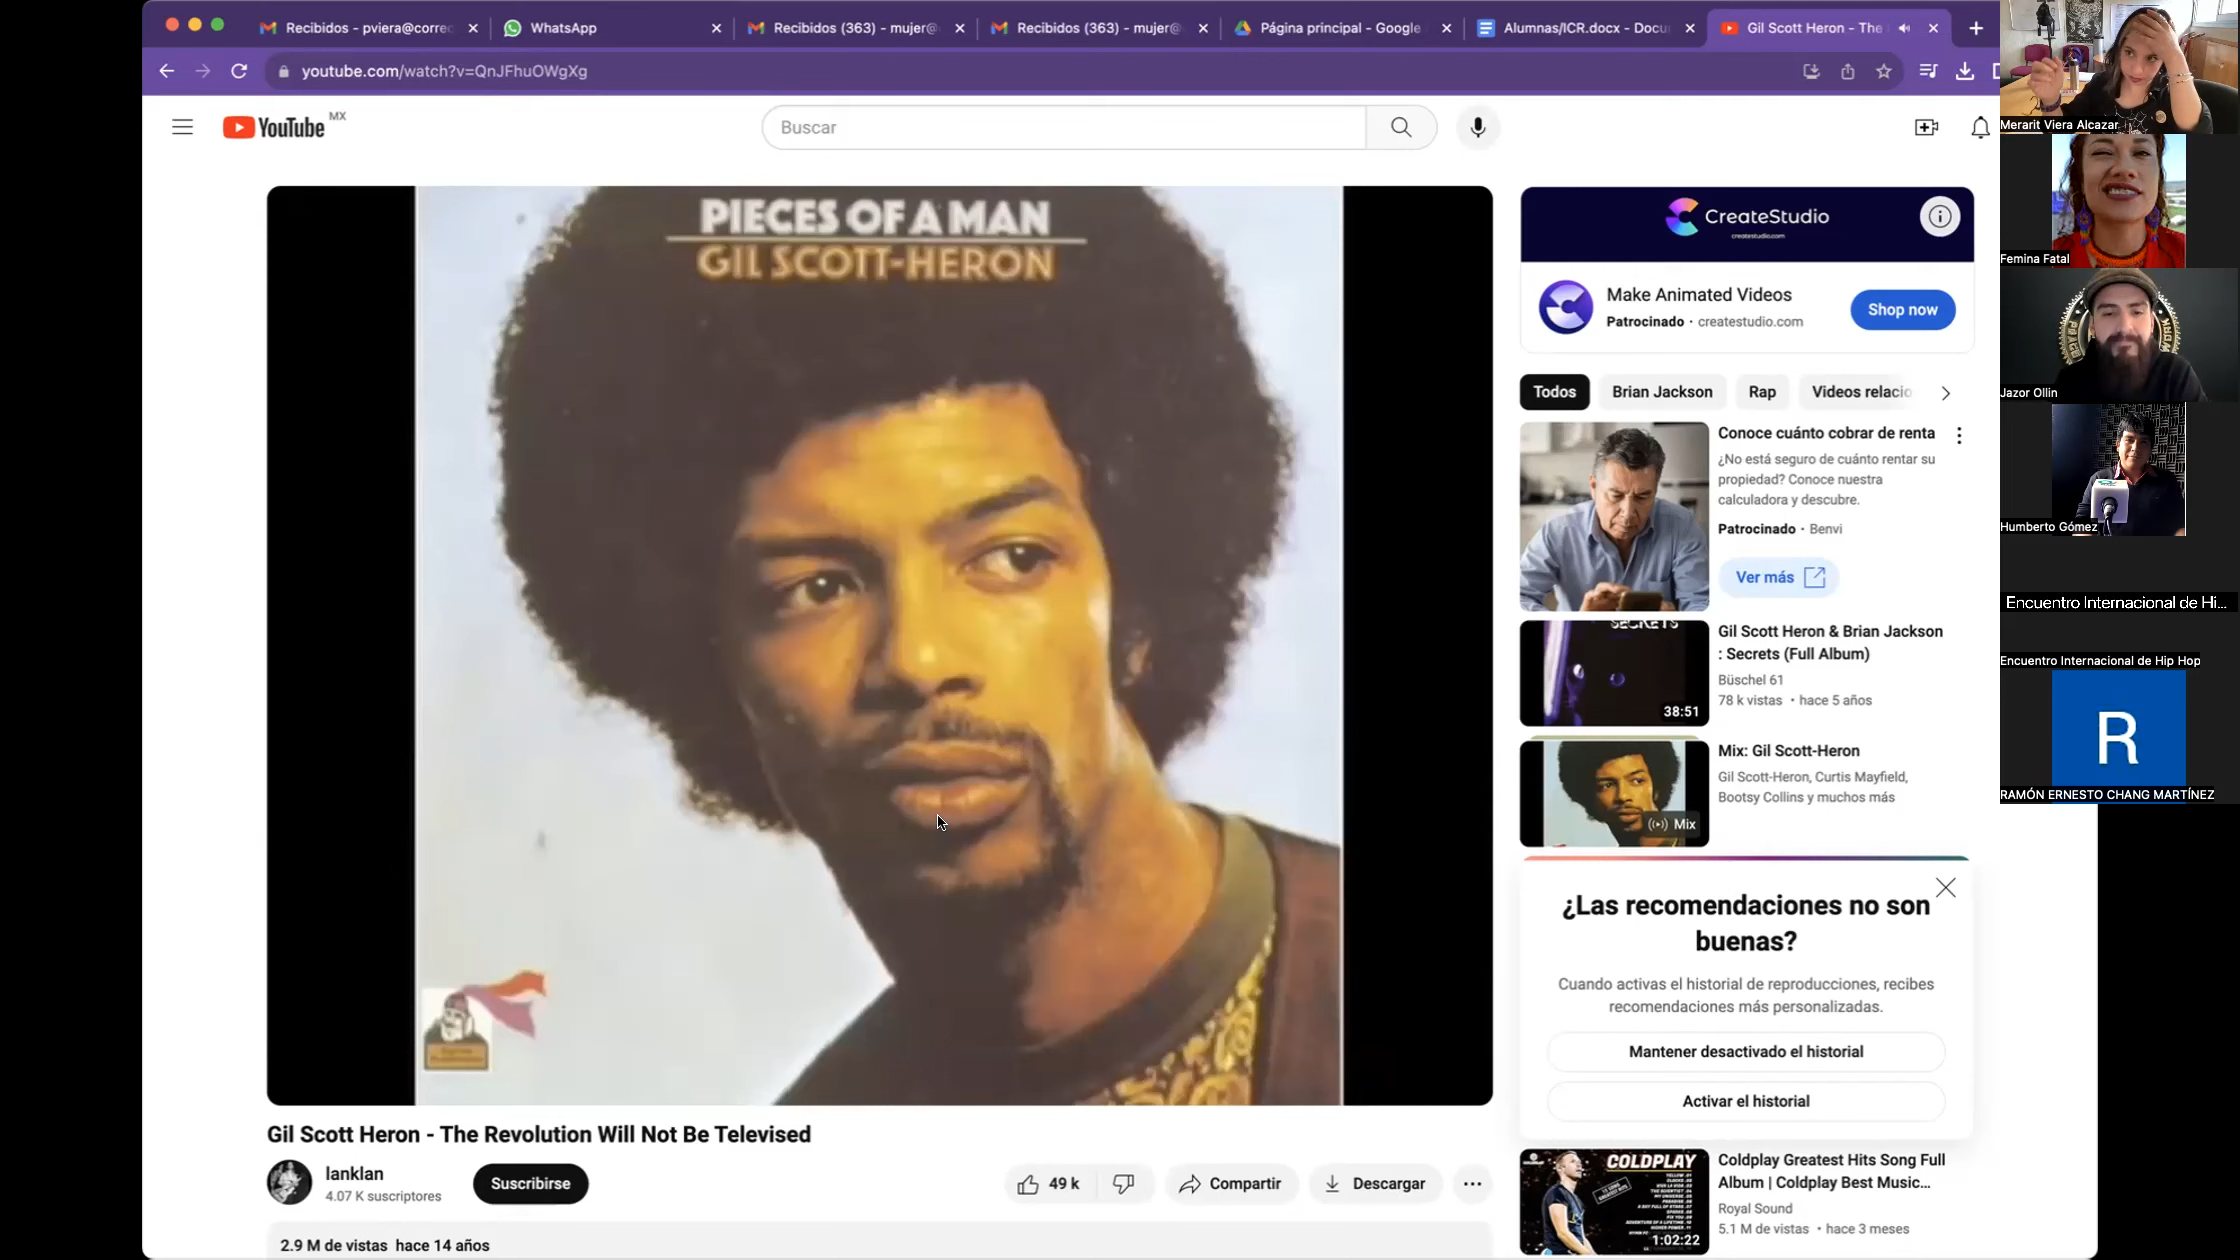 Recibidos - pviera@correo
WhatsApp
Recibidos (363) - mujer@
Recibidos (363) - mujer@
Página principal - Google
Alumnas/ICR.docx - Docu
Gil Scott Heron - The
youtube.com/watch?v=QnJFhuOWgXg
YouTube MX
Buscar
PIECES OF A MAN
GIL SCOTT-HERON
CreateStudio
createstudio.com
Make Animated Videos
Patrocinado · createstudio.com
Shop now
Todos
Brian Jackson
Rap
Videos relacio
Conoce cuánto cobrar de renta
¿No está seguro de cuánto rentar su
propiedad? Conoce nuestra
calculadora y descubre.
Patrocinado · Benvi
Ver más
SECRETS
38:51
Gil Scott Heron & Brian Jackson
: Secrets (Full Album)
Büschel 61
78 k vistas · hace 5 años
Mix
Mix: Gil Scott-Heron
Gil Scott-Heron, Curtis Mayfield,
Bootsy Collins y muchos más
¿Las recomendaciones no son
buenas?
Cuando activas el historial de reproducciones, recibes
recomendaciones más personalizadas.
Mantener desactivado el historial
Activar el historial
COLDPLAY
1:02:22
Coldplay Greatest Hits Song Full
Album | Coldplay Best Music...
Royal Sound
5.1 M de vistas · hace 3 meses
Gil Scott Heron - The Revolution Will Not Be Televised
lanklan
4.07 K suscriptores
Suscribirse
49 k
Compartir
Descargar
2.9 M de vistas hace 14 años
Merarit Viera Alcazar
Femina Fatal
PEACE
Jazor Ollin
Humberto Gómez
Encuentro Internacional de Hi...
Encuentro Internacional de Hip Hop
R
RAMÓN ERNESTO CHANG MARTÍNEZ